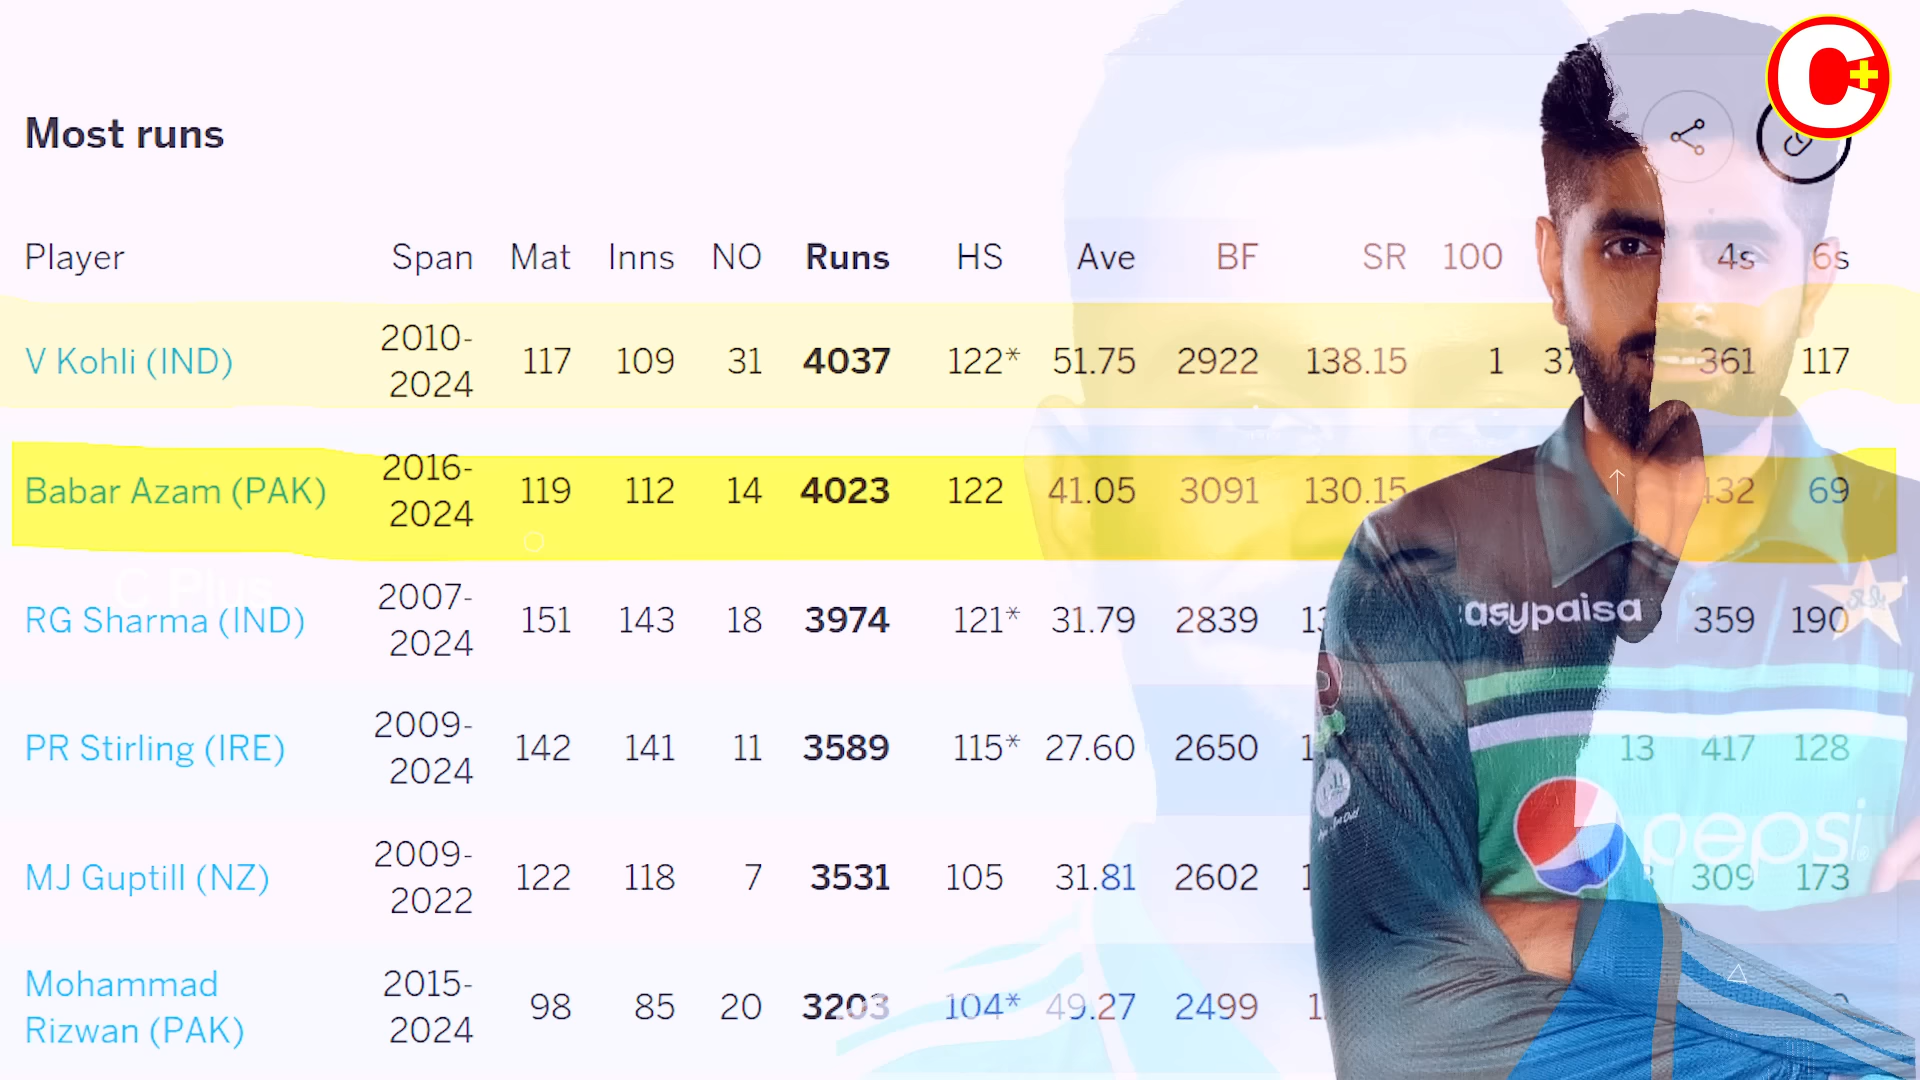 Most runs
Player Span Mat Inns NO Runs HS Ave BF SR 100 4s 6s
V Kohli (IND) 2010-2024 117 109 31 4037 122* 51.75 2922 138.15 1 361 117
Babar Azam (PAK) 2016-2024 119 112 14 4023 122 41.05 3091 130.15 432 69
C Plus
RG Sharma (IND) 2007-2024 151 143 18 3974 121* 31.79 2839 359 190
asypaisa
PR Stirling (IRE) 2009-2024 142 141 11 3589 115* 27.60 2650 13 417 128
pepsi
MJ Guptill (NZ) 2009-2022 122 118 7 3531 105 31.81 2602 309 173
Mohammad Rizwan (PAK) 2015-2024 98 85 20 3203 104* 49.27 2499